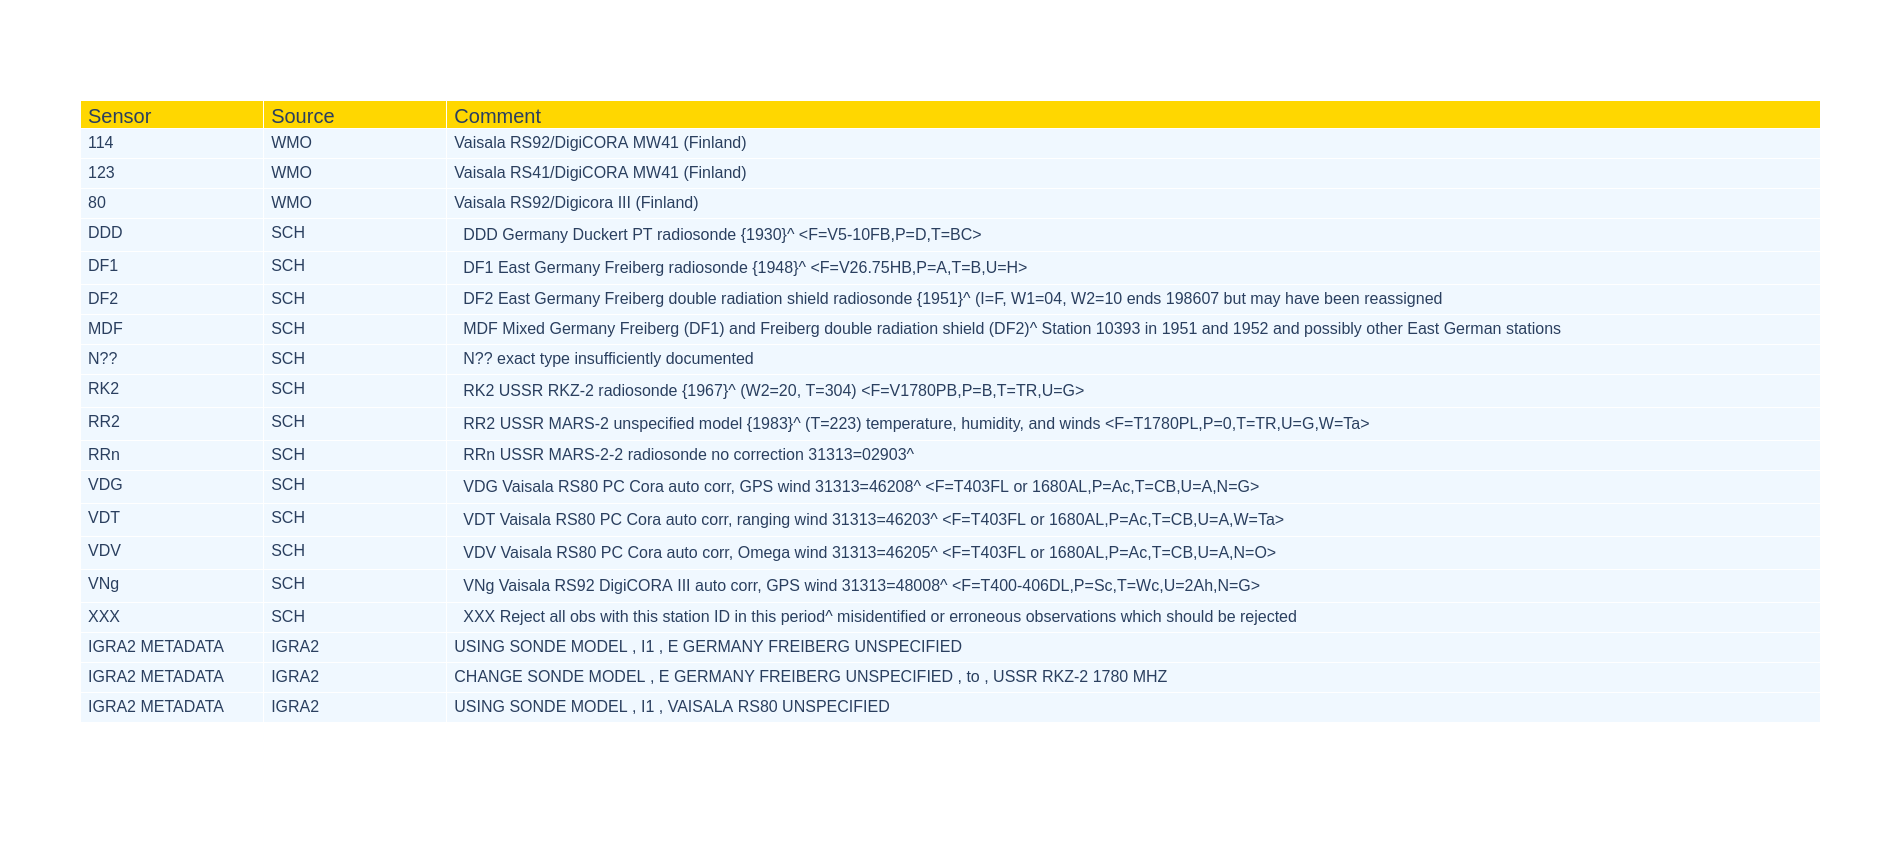 Sensor Source Comment
114 WMO Vaisala RS92/DigiCORA MW41 (Finland)
123 WMO Vaisala RS41/DigiCORA MW41 (Finland)
80 WMO Vaisala RS92/Digicora III (Finland)
DDD SCH DDD Germany Duckert PT radiosonde {1930}^ <F=V5-10FB,P=D,T=BC>
DF1 SCH DF1 East Germany Freiberg radiosonde {1948}^ <F=V26.75HB,P=A,T=B,U=H>
DF2 SCH DF2 East Germany Freiberg double radiation shield radiosonde {1951}^ (I=F, W1=04, W2=10 ends 198607 but may have been reassigned
MDF SCH MDF Mixed Germany Freiberg (DF1) and Freiberg double radiation shield (DF2)^ Station 10393 in 1951 and 1952 and possibly other East German stations
N?? SCH N?? exact type insufficiently documented
RK2 SCH RK2 USSR RKZ-2 radiosonde {1967}^ (W2=20, T=304) <F=V1780PB,P=B,T=TR,U=G>
RR2 SCH RR2 USSR MARS-2 unspecified model {1983}^ (T=223) temperature, humidity, and winds <F=T1780PL,P=0,T=TR,U=G,W=Ta>
RRn SCH RRn USSR MARS-2-2 radiosonde no correction 31313=02903^
VDG SCH VDG Vaisala RS80 PC Cora auto corr, GPS wind 31313=46208^ <F=T403FL or 1680AL,P=Ac,T=CB,U=A,N=G>
VDT SCH VDT Vaisala RS80 PC Cora auto corr, ranging wind 31313=46203^ <F=T403FL or 1680AL,P=Ac,T=CB,U=A,W=Ta>
VDV SCH VDV Vaisala RS80 PC Cora auto corr, Omega wind 31313=46205^ <F=T403FL or 1680AL,P=Ac,T=CB,U=A,N=O>
VNg SCH VNg Vaisala RS92 DigiCORA III auto corr, GPS wind 31313=48008^ <F=T400-406DL,P=Sc,T=Wc,U=2Ah,N=G>
XXX SCH XXX Reject all obs with this station ID in this period^ misidentified or erroneous observations which should be rejected
IGRA2 METADATA IGRA2 USING SONDE MODEL , I1 , E GERMANY FREIBERG UNSPECIFIED
IGRA2 METADATA IGRA2 CHANGE SONDE MODEL , E GERMANY FREIBERG UNSPECIFIED , to , USSR RKZ-2 1780 MHZ
IGRA2 METADATA IGRA2 USING SONDE MODEL , I1 , VAISALA RS80 UNSPECIFIED